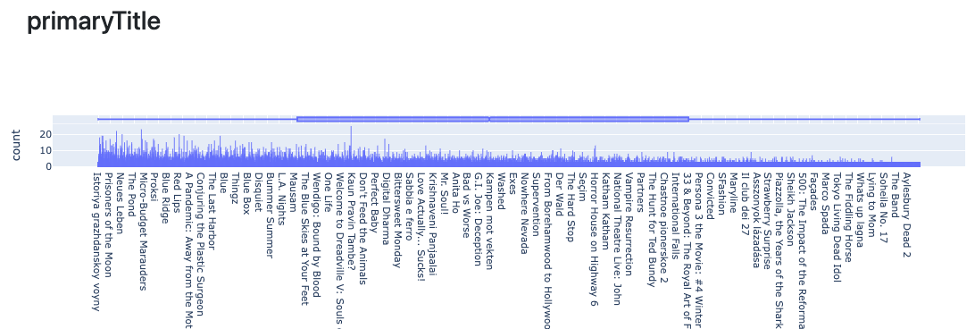 primaryTitle
count
20
10
0
Istoriya grazhdanskoy voyny
Prisoners of the Moon
Neues Leben
The Pond
Micro-Budget Marauders
Proksi
Blue Ridge
Red Lips
A Pandemic: Away from the Mot
Conjuring the Plastic Surgeon
The Last Harbor
Blue
Thingz
Blue Box
Disquiet
Bummer Summer
L.A. Nights
Mausam
The Blue Skies at Your Feet
Wendigo: Bound by Blood
One Life
Welcome to Dreadville V: Souls
Kaun Pravin Tambe?
Don't Feed the Animals
Perfect Baby
Digital Dharma
Bittersweet Monday
Sabbia e ferro
Love Actually... Sucks!
Krishnaveni Panjaalai
Mr. Soul!
Anita Ho
Bad vs Worse
G.I. Joe: Deception
Kampen mot vekten
Washed
Exes
Nowhere Nevada
Supervention
From Borehamwood to Hollywoo
Der Wald
The Hard Stop
Seçim
Horror House on Highway 6
Katham Katham
National Theatre Live: John
Vampire Resurrection
Partners
The Hunt for Ted Bundy
Chastnoe pionerskoe 2
International Falls
33 & Beyond: The Royal Art of F
Persona 3 the Movie: #4 Winter
Convicted
SFashion
Maryline
Il club dei 27
Asszonyok lázadása
Strawberry Surprise
Piazzolla, the Years of the Shark
Sheikh Jackson
500: The Impact of the Reforma
Façades
Marco Spada
Tokyo Living Dead Idol
The Fuddling Horse
Whats up lagna
Lying to Mom
Soheila No. 17
The Band
Aylesbury Dead 2